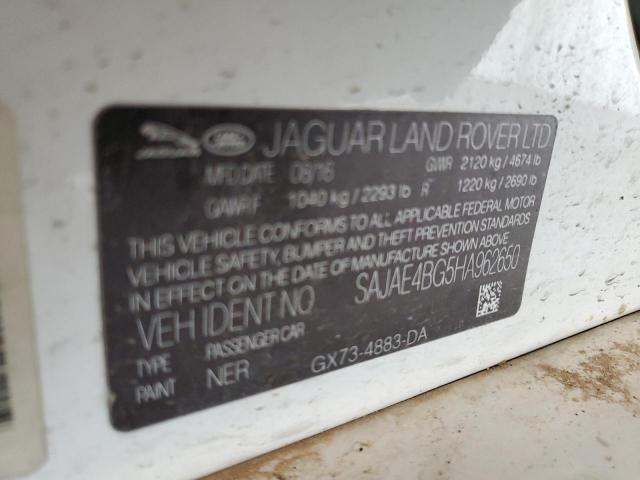 JAGUAR LAND ROVER LTD
MFD DATE 08/16 GWR 2120 kg / 4674 lb
GAWR F 1040 kg / 2293 lb R 1220 kg / 2690 lb
THIS VEHICLE CONFORMS TO ALL APPLICABLE FEDERAL MOTOR
VEHICLE SAFETY, BUMPER AND THEFT PREVENTION STANDARDS
IN EFFECT ON THE DATE OF MANUFACTURE SHOWN ABOVE.
VEH IDENT NO SAJAE4BG5HA962650
TYPE PASSENGER CAR
PAINT NER GX73-4883-DA